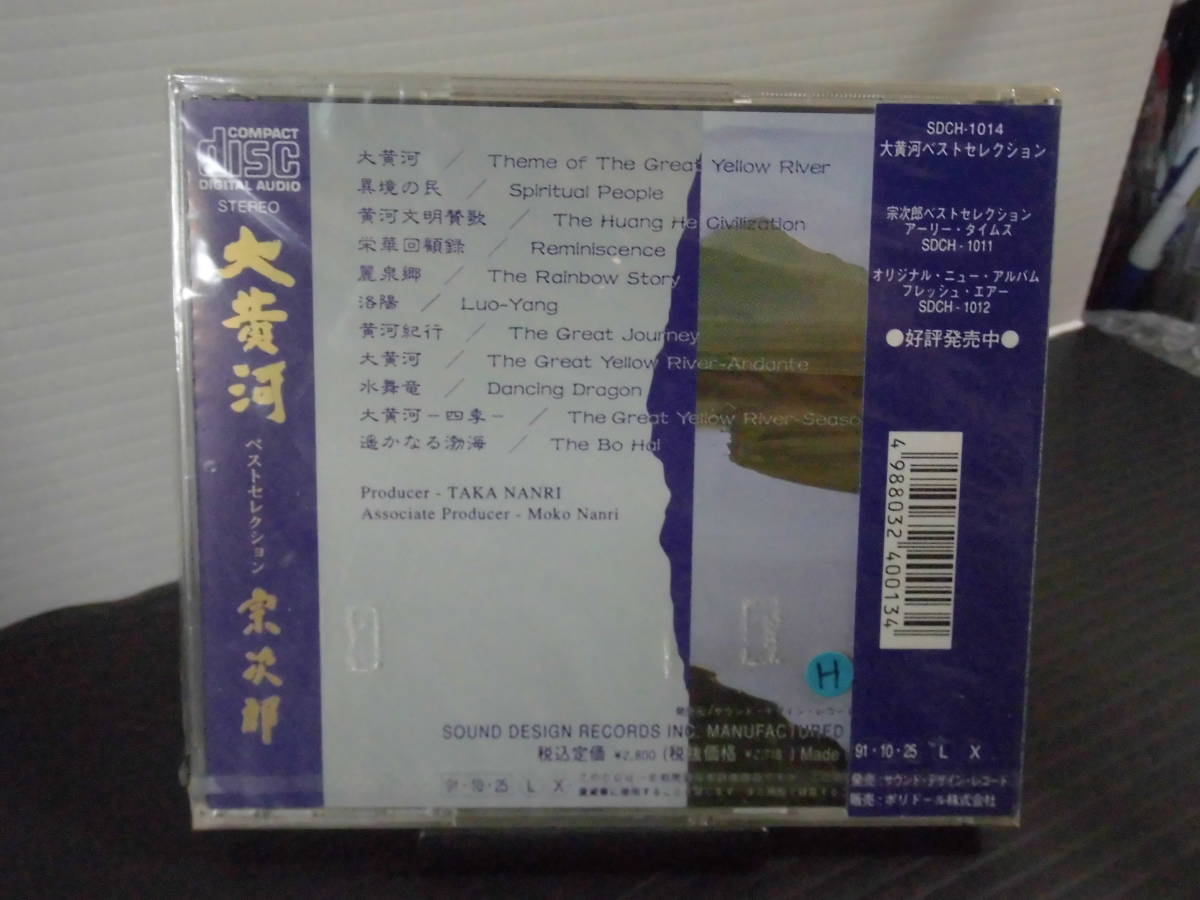 COMPACT
disc
DIGITAL AUDIO
STEREO
大黄河
ベストセレクション
宗次郎
大黄河 / Theme of The Great Yellow River
異境の民 / Spiritual People
黄河文明賛歌 / The Huang He Civilization
栄華回顧録 / Reminiscence
麗泉郷 / The Rainbow Story
洛陽 / Luo-Yang
黄河紀行 / The Great Journey
大黄河 / The Great Yellow River-Andante
水舞竜 / Dancing Dragon
大黄河-四季- / The Great Yellow River-Seaso
遥かなる渤海 / The Bo Hai
Producer - TAKA NANRI
Associate Producer - Moko Nanri
H
SOUND DESIGN RECORDS INC. MANUFACTURED
税込定価 ¥2,800 (税抜価格 ) Made
91・10・25 L X
SDCH-1014
大黄河ベストセレクション
宗次郎ベストセレクション
アーリー・タイムス
SDCH-1011
オリジナル・ニュー・アルバム
フレッシュ・エアー
SDCH-1012
●好評発売中●
4 988032 400134
91・10・25 L X
発売:サウンド・デザイン・レコード
販売:ポリドール株式会社